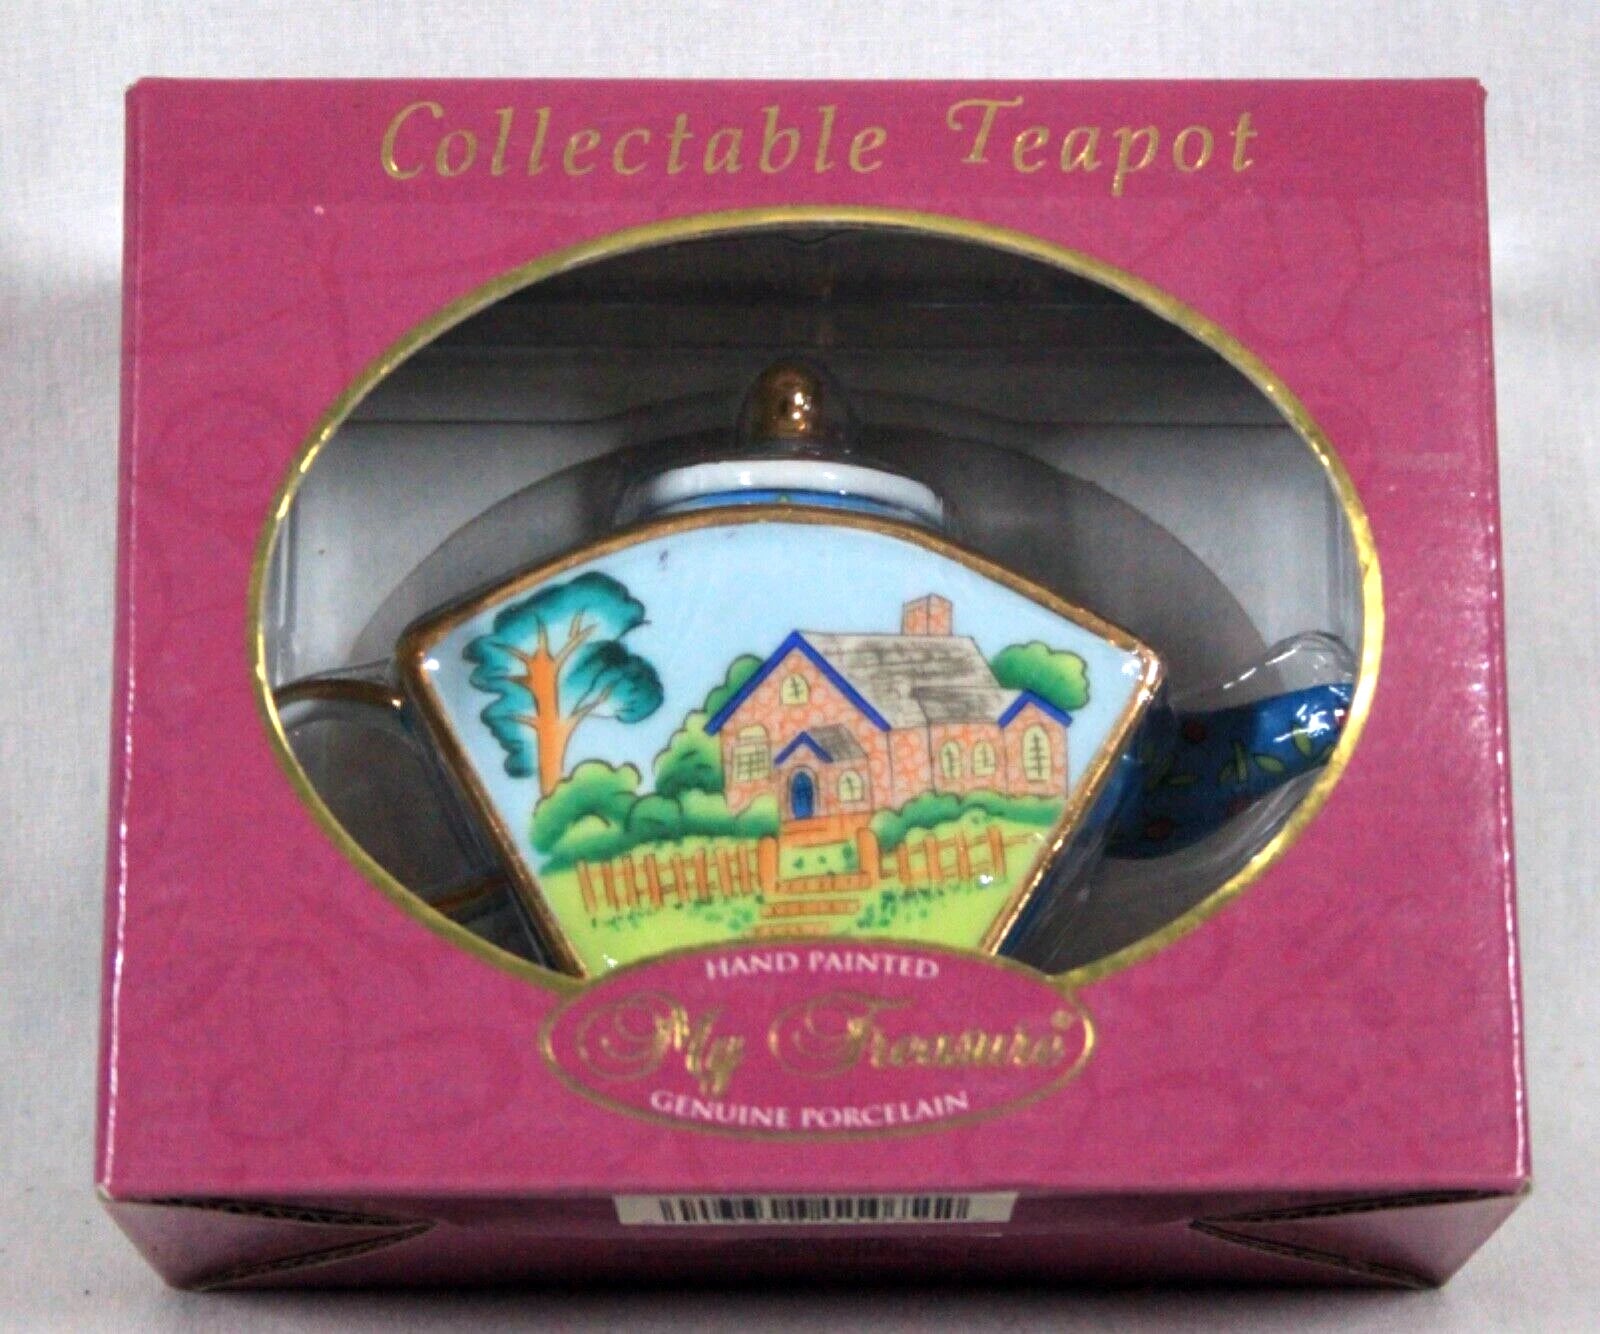 Collectable Teapot
HAND PAINTED
My Treasure®
GENUINE PORCELAIN